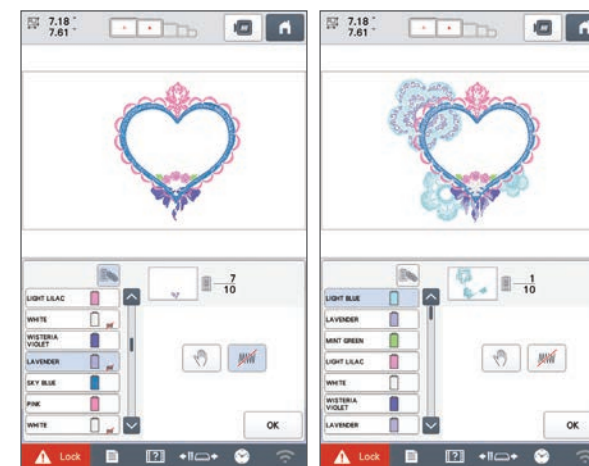 7.18 "
7.61 "
7
10
LIGHT LILAC
WHITE
WISTERIA
VIOLET
LAVENDER
SKY BLUE
PINK
WHITE
OK
Lock
7.18 "
7.61 "
1
10
LIGHT BLUE
LAVENDER
MINT GREEN
LIGHT LILAC
WHITE
WISTERIA
VIOLET
LAVENDER
OK
Lock